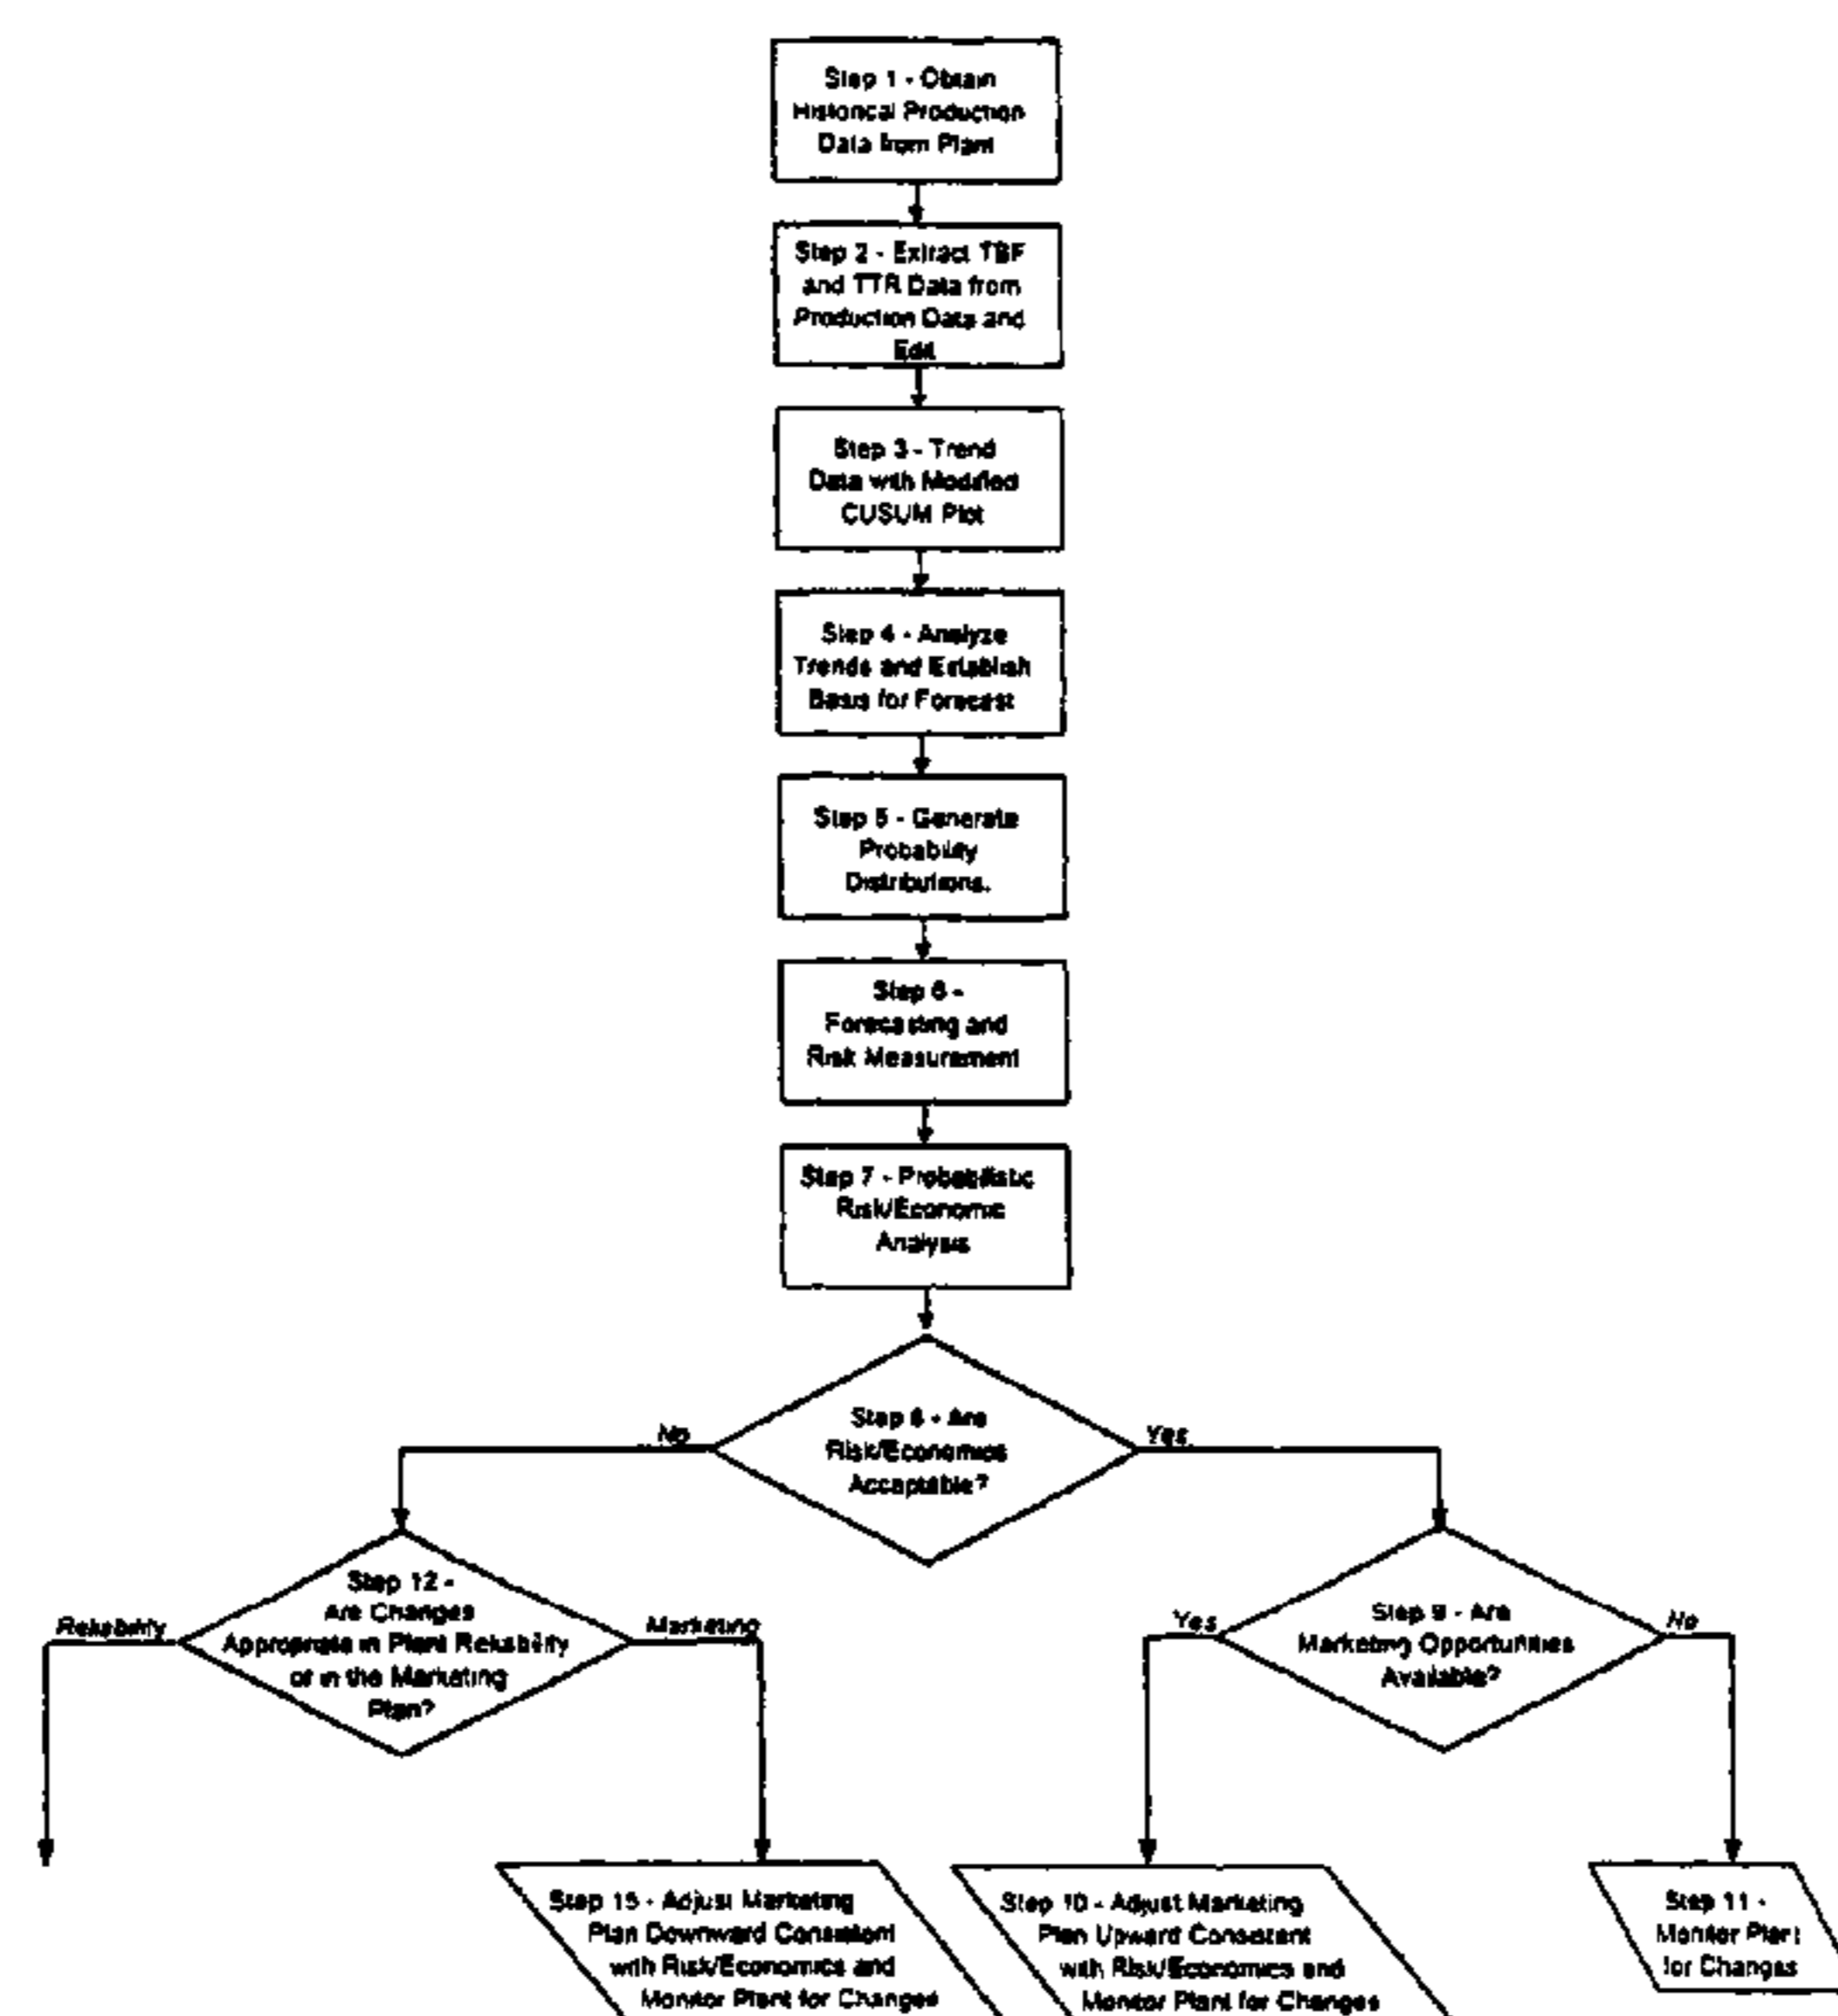 Step 1 - Obtain
Historical Production
Data from Plant
Step 2 - Extract TBF
and TTR Data from
Production Data and
Edit
Step 3 - Trend
Data with Modified
CUSUM Plot
Step 4 - Analyze
Trends and Establish
Basis for Forecast
Step 5 - Generate
Probability
Distributions.
Step 6 -
Forecasting and
Risk Measurement
Step 7 - Probabilistic
Risk/Economic
Analysis
Step 8 - Are
Risk/Economics
Acceptable?
No
Yes
Step 12 -
Are Changes
Appropriate in Plant Reliability
or in the Marketing
Plan?
Reliability
Marketing
Step 9 - Are
Marketing Opportunities
Available?
Yes
No
Step 15 - Adjust Marketing
Plan Downward Consistent
with Risk/Economics and
Monitor Plant for Changes
Step 10 - Adjust Marketing
Plan Upward Consistent
with Risk/Economics and
Monitor Plant for Changes
Step 11 -
Monitor Plant
for Changes